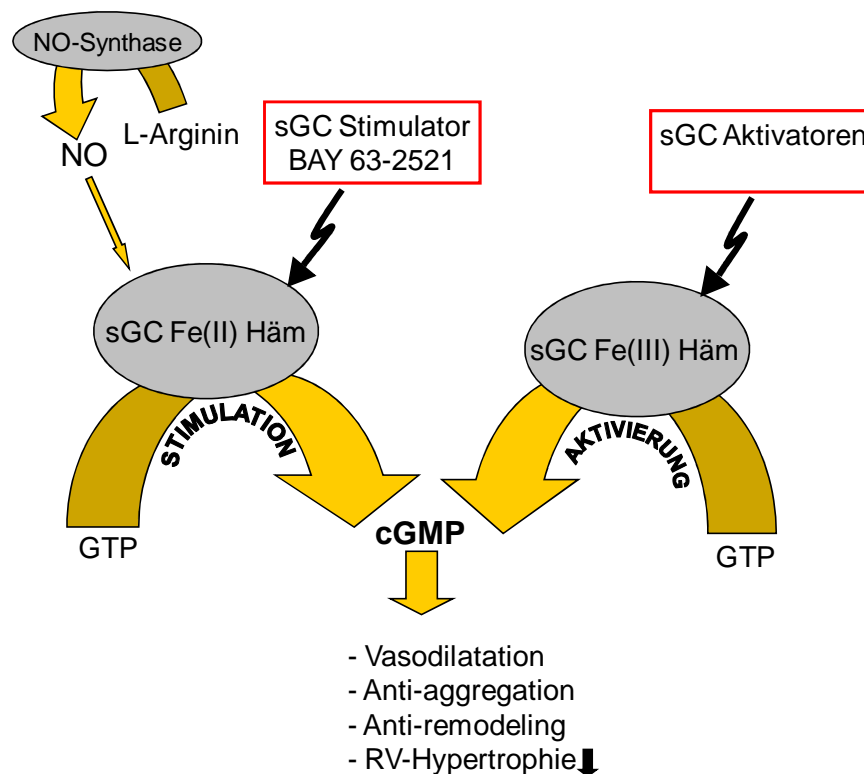 NO-Synthase
L-Arginin
NO
sGC Stimulator
BAY 63-2521
sGC Aktivatoren
sGC Fe(II) Häm
sGC Fe(III) Häm
STIMULATION
AKTIVIERUNG
GTP
cGMP
GTP
- Vasodilatation
- Anti-aggregation
- Anti-remodeling
- RV-Hypertrophie